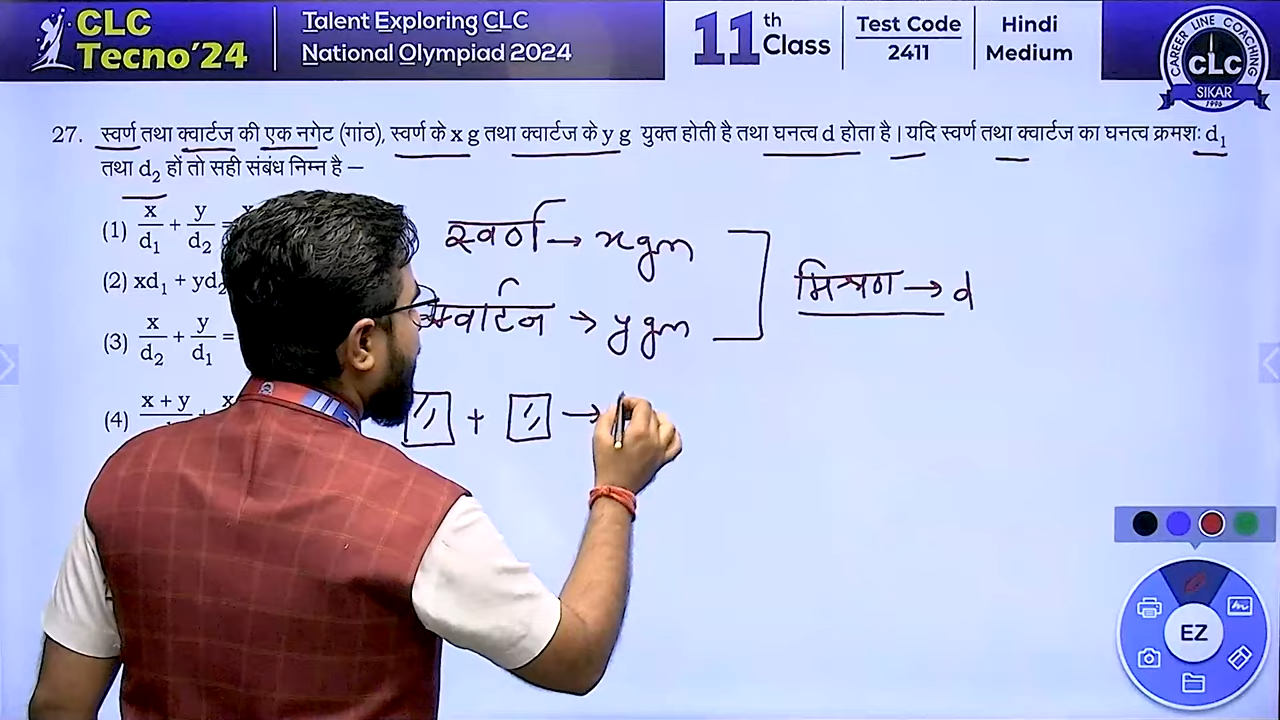 CLC
Tecno'24
Talent Exploring CLC
National Olympiad 2024
11th Class
Test Code
2411
Hindi
Medium
CAREER LINE COACHING
CLC
SIKAR
1996
27. स्वर्ण तथा क्वार्टज की एक नगेट (गांठ), स्वर्ण के x g तथा क्वार्टज के y g युक्त होती है तथा घनत्व d होता है। यदि स्वर्ण तथा क्वार्टज का घनत्व क्रमशः d₁
तथा d₂ हों तो सही संबंध निम्न है –
(1) x/d₁ + y/d₂ =
(2) xd₁ + yd₂
(3) x/d₂ + y/d₁ =
(4) x + y
स्वर्ण → x gm
क्वार्टज → y gm
मिश्रण → d
+ →
EZ